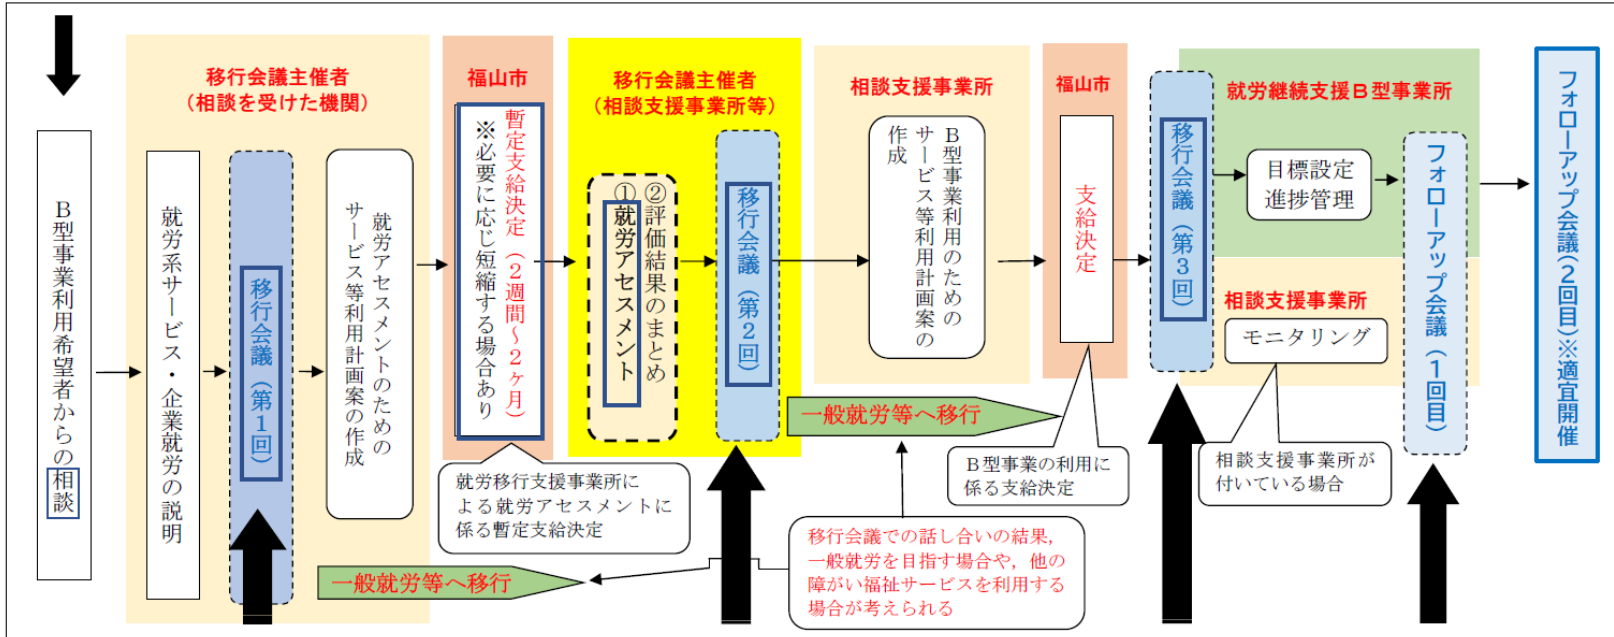 B型事業利用希望者からの相談
移行会議主催者
(相談を受けた機関)
就労系サービス・企業就労の説明
移行会議(第1回)
就労アセスメントのための
サービス等利用計画案の作成
福山市
暫定支給決定(2週間～2ヶ月)
※必要に応じ短縮する場合あり
就労移行支援事業所に
よる就労アセスメントに
係る暫定支給決定
移行会議主催者
(相談支援事業所等)
①就労アセスメント
②評価結果のまとめ
移行会議(第2回)
相談支援事業所
B型事業利用のための
サービス等利用計画案の
作成
福山市
支給決定
B型事業の利用に
係る支給決定
一般就労等へ移行
一般就労等へ移行
移行会議での話し合いの結果,
一般就労を目指す場合や,他の
障がい福祉サービスを利用する
場合が考えられる
移行会議(第3回)
就労継続支援B型事業所
目標設定
進捗管理
相談支援事業所
モニタリング
相談支援事業所が
付いている場合
フォローアップ会議(1回目)
フォローアップ会議(2回目)※適宜開催